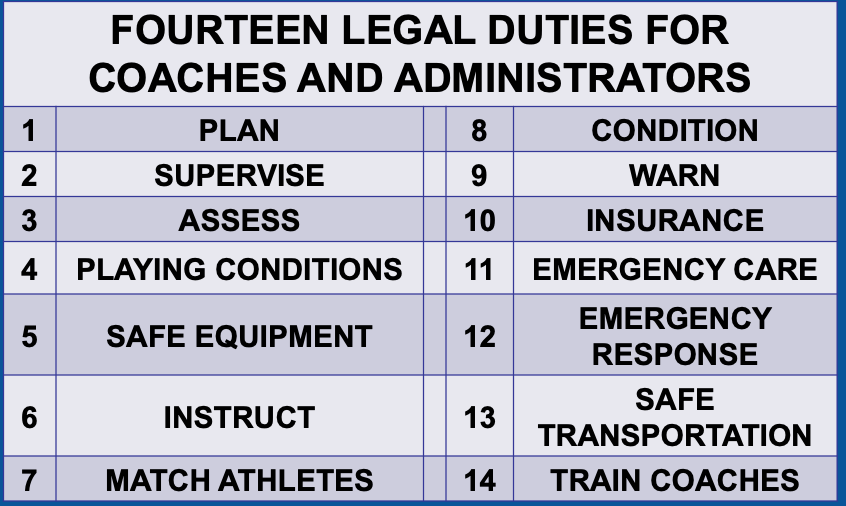 FOURTEEN LEGAL DUTIES FOR
COACHES AND ADMINISTRATORS
1 PLAN 8 CONDITION
2 SUPERVISE 9 WARN
3 ASSESS 10 INSURANCE
4 PLAYING CONDITIONS 11 EMERGENCY CARE
5 SAFE EQUIPMENT 12 EMERGENCY
RESPONSE
6 INSTRUCT 13 SAFE
TRANSPORTATION
7 MATCH ATHLETES 14 TRAIN COACHES